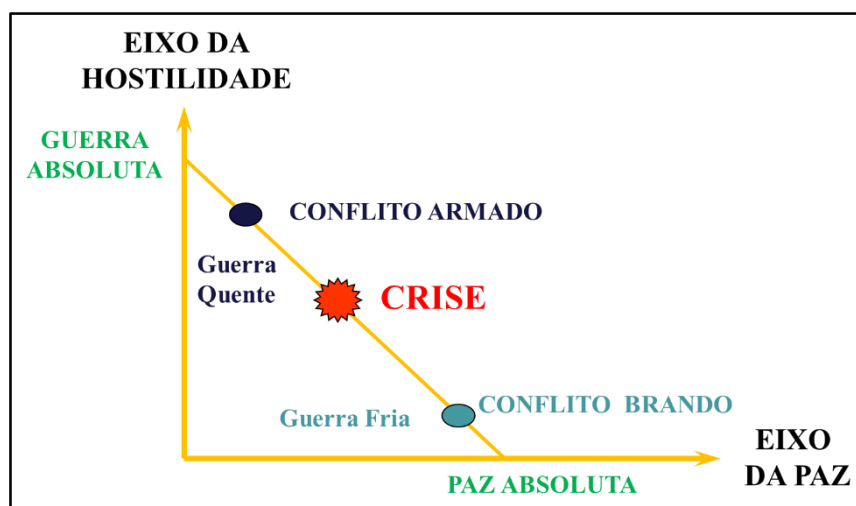 EIXO DA
HOSTILIDADE
GUERRA
ABSOLUTA
CONFLITO ARMADO
Guerra
Quente
CRISE
Guerra Fria
CONFLITO BRANDO
EIXO
DA PAZ
PAZ ABSOLUTA